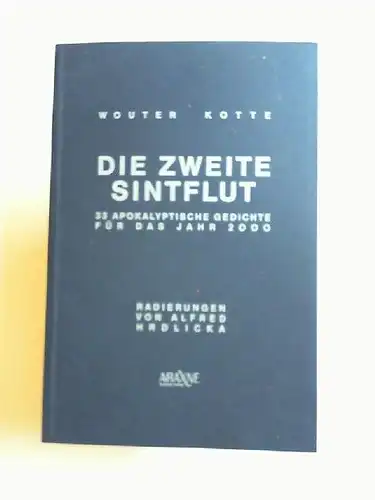 WOUTER KOTTE
DIE ZWEITE
SINTFLUT
33 APOKALYPTISCHE GEDICHTE
FÜR DAS JAHR 2000
RADIERUNGEN
VON ALFRED
HRDLICKA